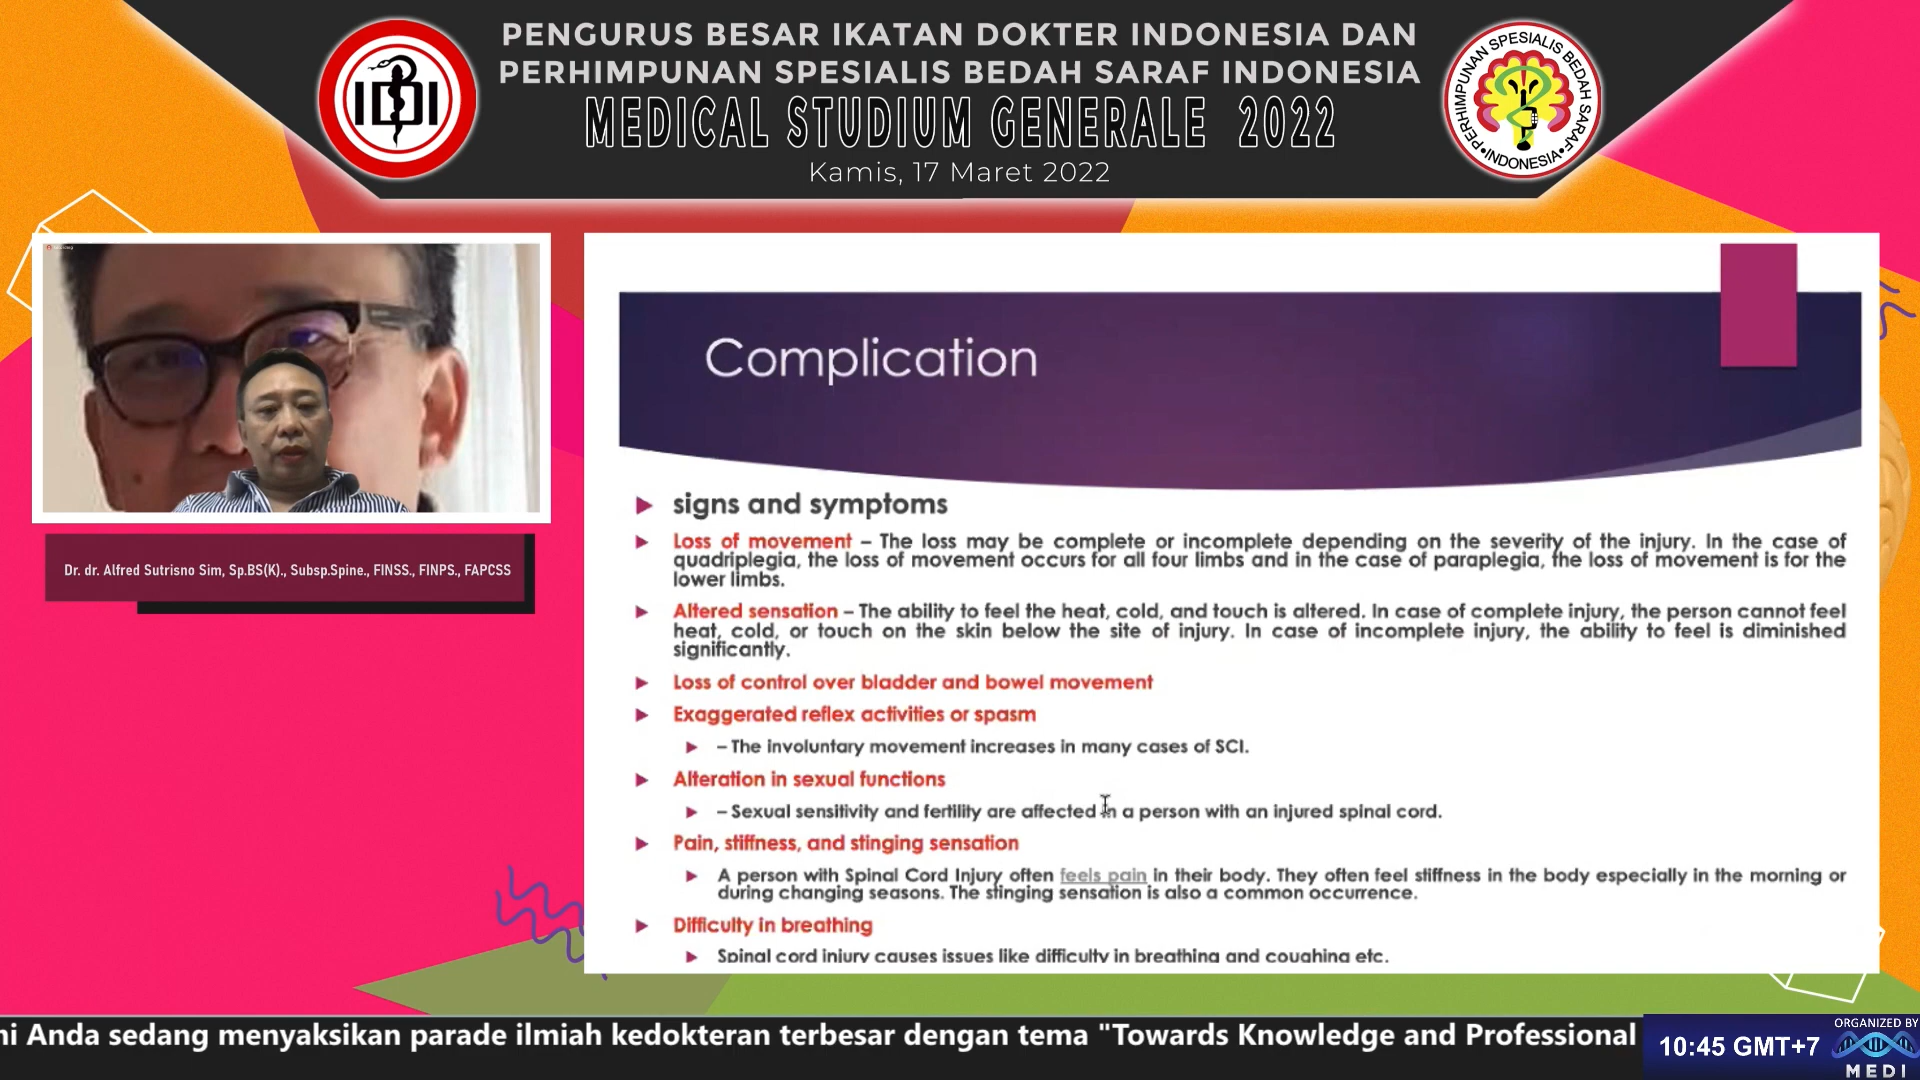 PENGURUS BESAR IKATAN DOKTER INDONESIA DAN
PERHIMPUNAN SPESIALIS BEDAH SARAF INDONESIA
MEDICAL STUDIUM GENERALE 2022
Kamis, 17 Maret 2022
IDI
PERHIMPUNAN SPESIALIS BEDAH SARAF
•INDONESIA•
Dr. dr. Alfred Sutrisno Sim, Sp.BS(K)., Subsp.Spine., FINSS., FINPS., FAPCSS
Complication
signs and symptoms
Loss of movement – The loss may be complete or incomplete depending on the severity of the injury. In the case of
quadriplegia, the loss of movement occurs for all four limbs and in the case of paraplegia, the loss of movement is for the
lower limbs.
Altered sensation – The ability to feel the heat, cold, and touch is altered. In case of complete injury, the person cannot feel
heat, cold, or touch on the skin below the site of injury. In case of incomplete injury, the ability to feel is diminished
significantly.
Loss of control over bladder and bowel movement
Exaggerated reflex activities or spasm
– The involuntary movement increases in many cases of SCI.
Alteration in sexual functions
– Sexual sensitivity and fertility are affected in a person with an injured spinal cord.
Pain, stiffness, and stinging sensation
A person with Spinal Cord Injury often feels pain in their body. They often feel stiffness in the body especially in the morning or
during changing seasons. The stinging sensation is also a common occurrence.
Difficulty in breathing
Spinal cord injury causes issues like difficulty in breathing and coughing etc.
ni Anda sedang menyaksikan parade ilmiah kedokteran terbesar dengan tema "Towards Knowledge and Professional
10:45 GMT+7
ORGANIZED BY
MEDI